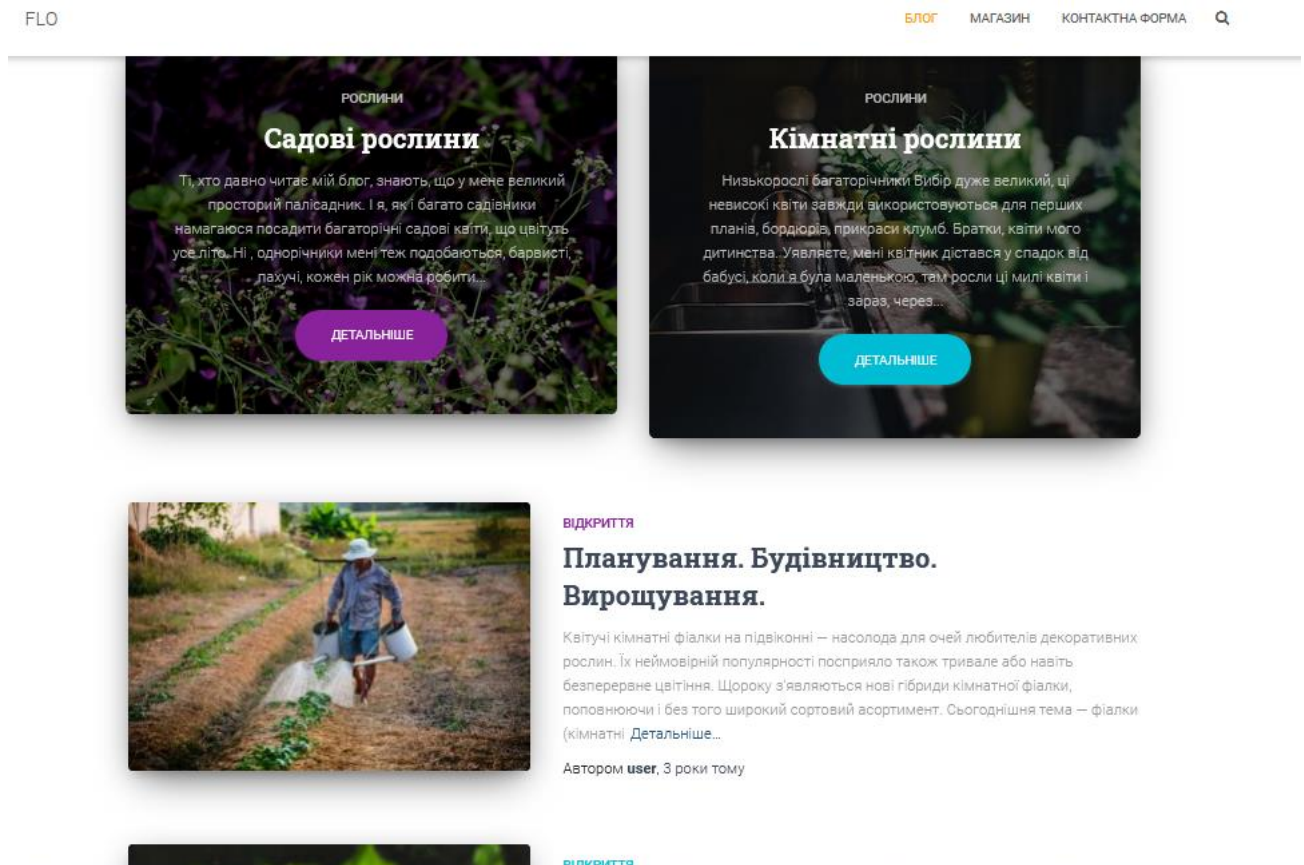 FLO
БЛОГ МАГАЗИН КОНТАКТНА ФОРМА
РОСЛИНИ
Садові рослини
Ті, хто давно читає мій блог, знають, що у мене великий
просторий палісадник. І я, як і багато садівники
намагаюся посадити багаторічні садові квіти, що цвітуть
усе літо. Ні , однорічники мені теж подобаються, барвисті,
пахучі, кожен рік можна робити…
ДЕТАЛЬНІШЕ
РОСЛИНИ
Кімнатні рослини
Низькорослі багаторічники Вибір дуже великий, ці
невисокі квіти завжди використовуються для перших
планів, бордюрів, прикраси клумб. Братки, квіти мого
дитинства. Уявляєте, мені квітник дістався у спадок від
бабусі, коли я була маленькою, там росли ці милі квіти і
зараз, через…
ДЕТАЛЬНІШЕ
ВІДКРИТТЯ
Планування. Будівництво.
Вирощування.
Квітучі кімнатні фіалки на підвіконні — насолода для очей любителів декоративних
рослин. Їх неймовірній популярності посприяло також тривале або навіть
безперервне цвітіння. Щороку з'являються нові гібриди кімнатної фіалки,
поповнюючи і без того широкий сортовий асортимент. Сьогоднішня тема — фіалки
(кімнатні Детальніше…
Автором user, 3 роки тому
ВІДКРИТТЯ